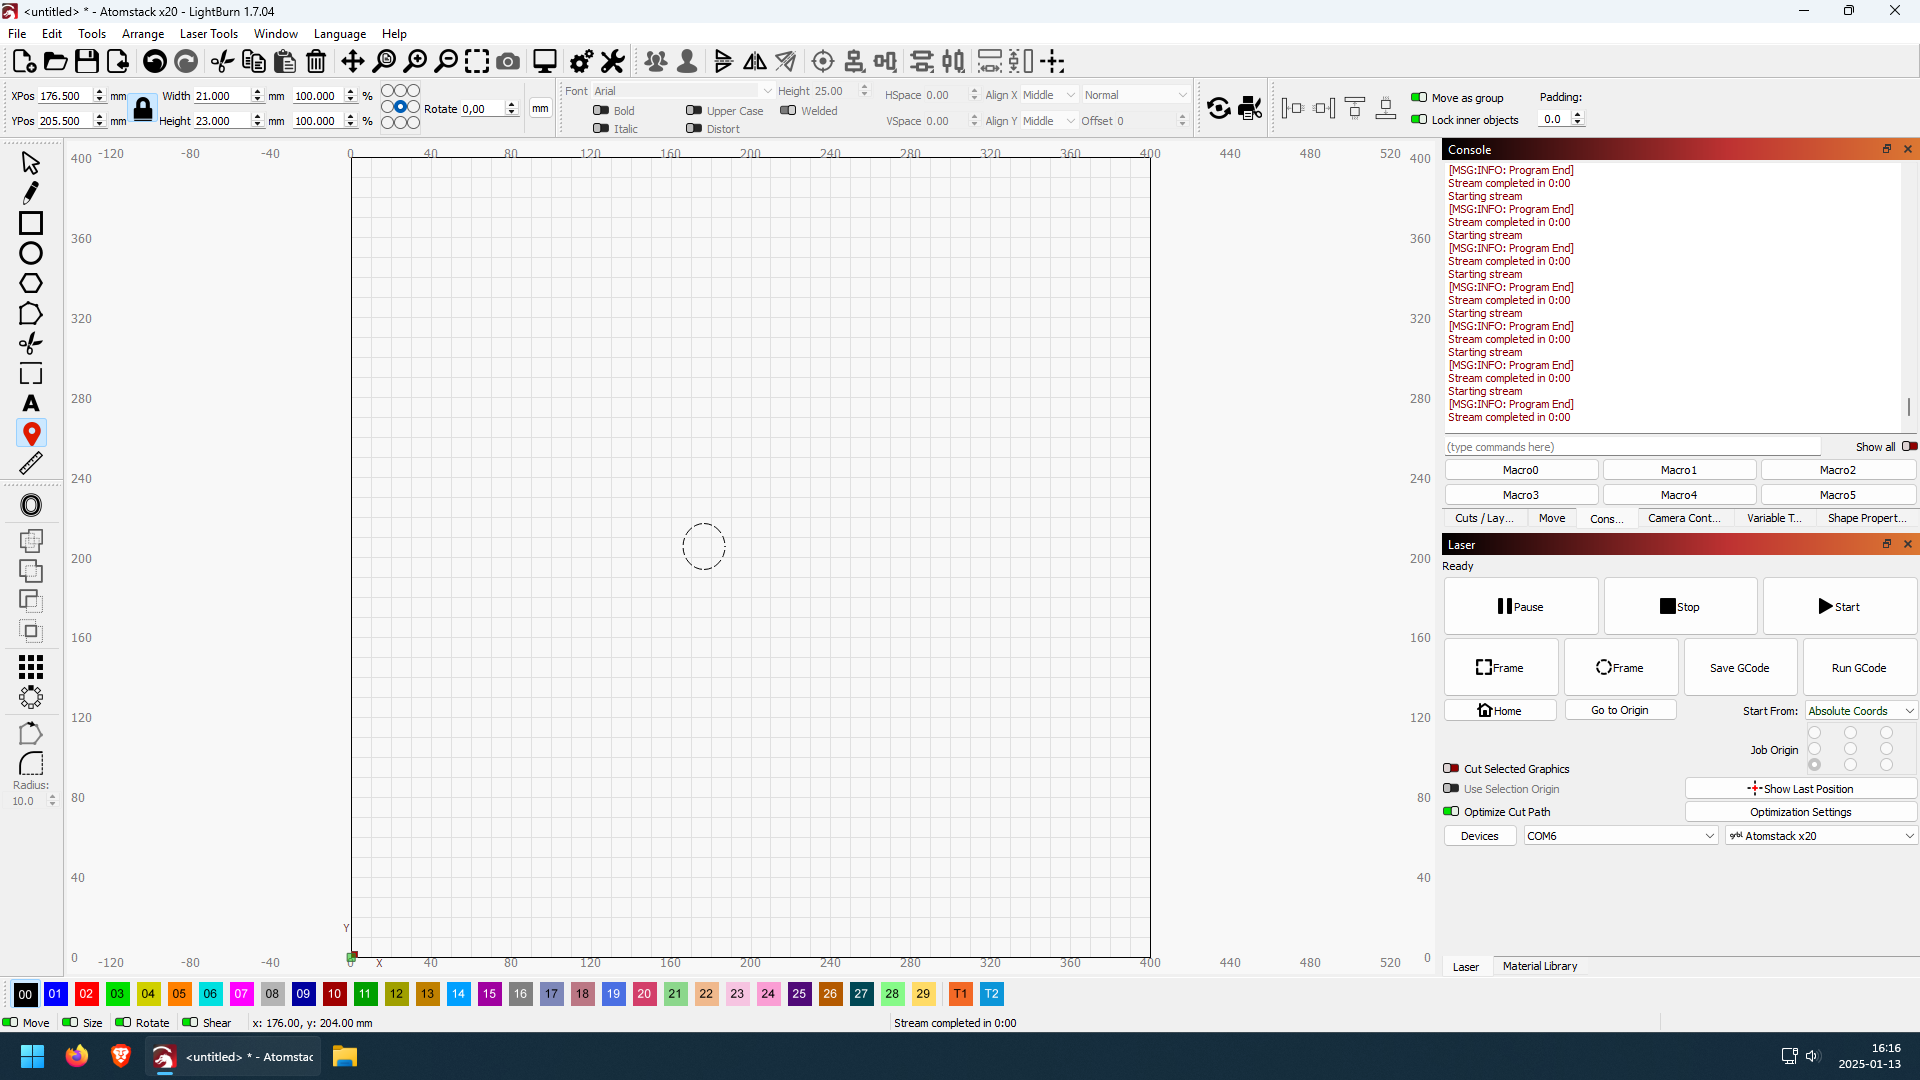 <untitled> * - Atomstack x20 - LightBurn 1.7.04
File Edit Tools Arrange Laser Tools Window Language Help
XPos 176.500 mm Width 21.000 mm 100.000 % Rotate 0,00 mm
YPos 205.500 mm Height 23.000 mm 100.000 %
Font Arial Height 25.00 HSpace 0.00 Align X Middle Normal
Bold Upper Case Welded VSpace 0.00 Align Y Middle Offset 0
Italic Distort
Move as group Padding:
Lock inner objects 0.0
400 -120 -80 -40 0 40 80 120 160 200 240 280 320 360 400 440 480 520 400
360 360
320 320
280 280
240 240
200 200
160 160
120 120
80 80
40 40
Y
0 -120 -80 -40 0 X 40 80 120 160 200 240 280 320 360 400 440 480 520 0
Radius:
10.0
Console
[MSG:INFO: Program End]
Stream completed in 0:00
Starting stream
[MSG:INFO: Program End]
Stream completed in 0:00
Starting stream
[MSG:INFO: Program End]
Stream completed in 0:00
Starting stream
[MSG:INFO: Program End]
Stream completed in 0:00
Starting stream
[MSG:INFO: Program End]
Stream completed in 0:00
Starting stream
[MSG:INFO: Program End]
Stream completed in 0:00
Starting stream
[MSG:INFO: Program End]
Stream completed in 0:00
(type commands here) Show all
Macro0 Macro1 Macro2
Macro3 Macro4 Macro5
Cuts / Lay... Move Cons... Camera Cont... Variable T... Shape Propert...
Laser
Ready
Pause Stop Start
Frame Frame Save GCode Run GCode
Home Go to Origin Start From: Absolute Coords
Job Origin
Cut Selected Graphics
Use Selection Origin Show Last Position
Optimize Cut Path Optimization Settings
Devices COM6 grbl Atomstack x20
Laser Material Library
00 01 02 03 04 05 06 07 08 09 10 11 12 13 14 15 16 17 18 19 20 21 22 23 24 25 26 27 28 29 T1 T2
Move Size Rotate Shear x: 176.00, y: 204.00 mm Stream completed in 0:00
<untitled> * - Atomstac
16:16
2025-01-13